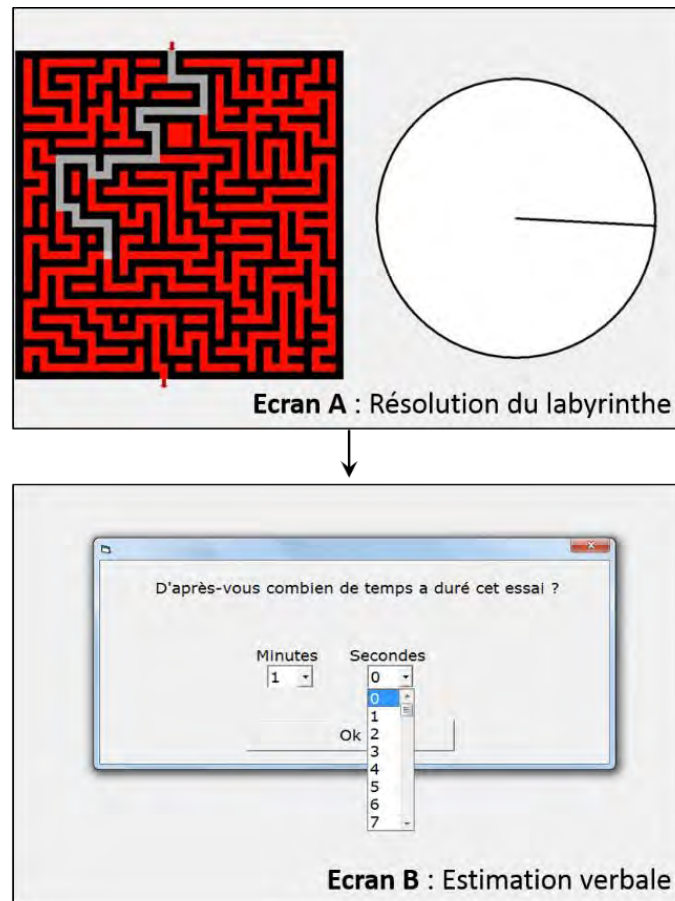 Ecran A : Résolution du labyrinthe
D'après-vous combien de temps a duré cet essai ?
Minutes Secondes
1 0
0
1
Ok 2
3
4
5
6
7
Ecran B : Estimation verbale